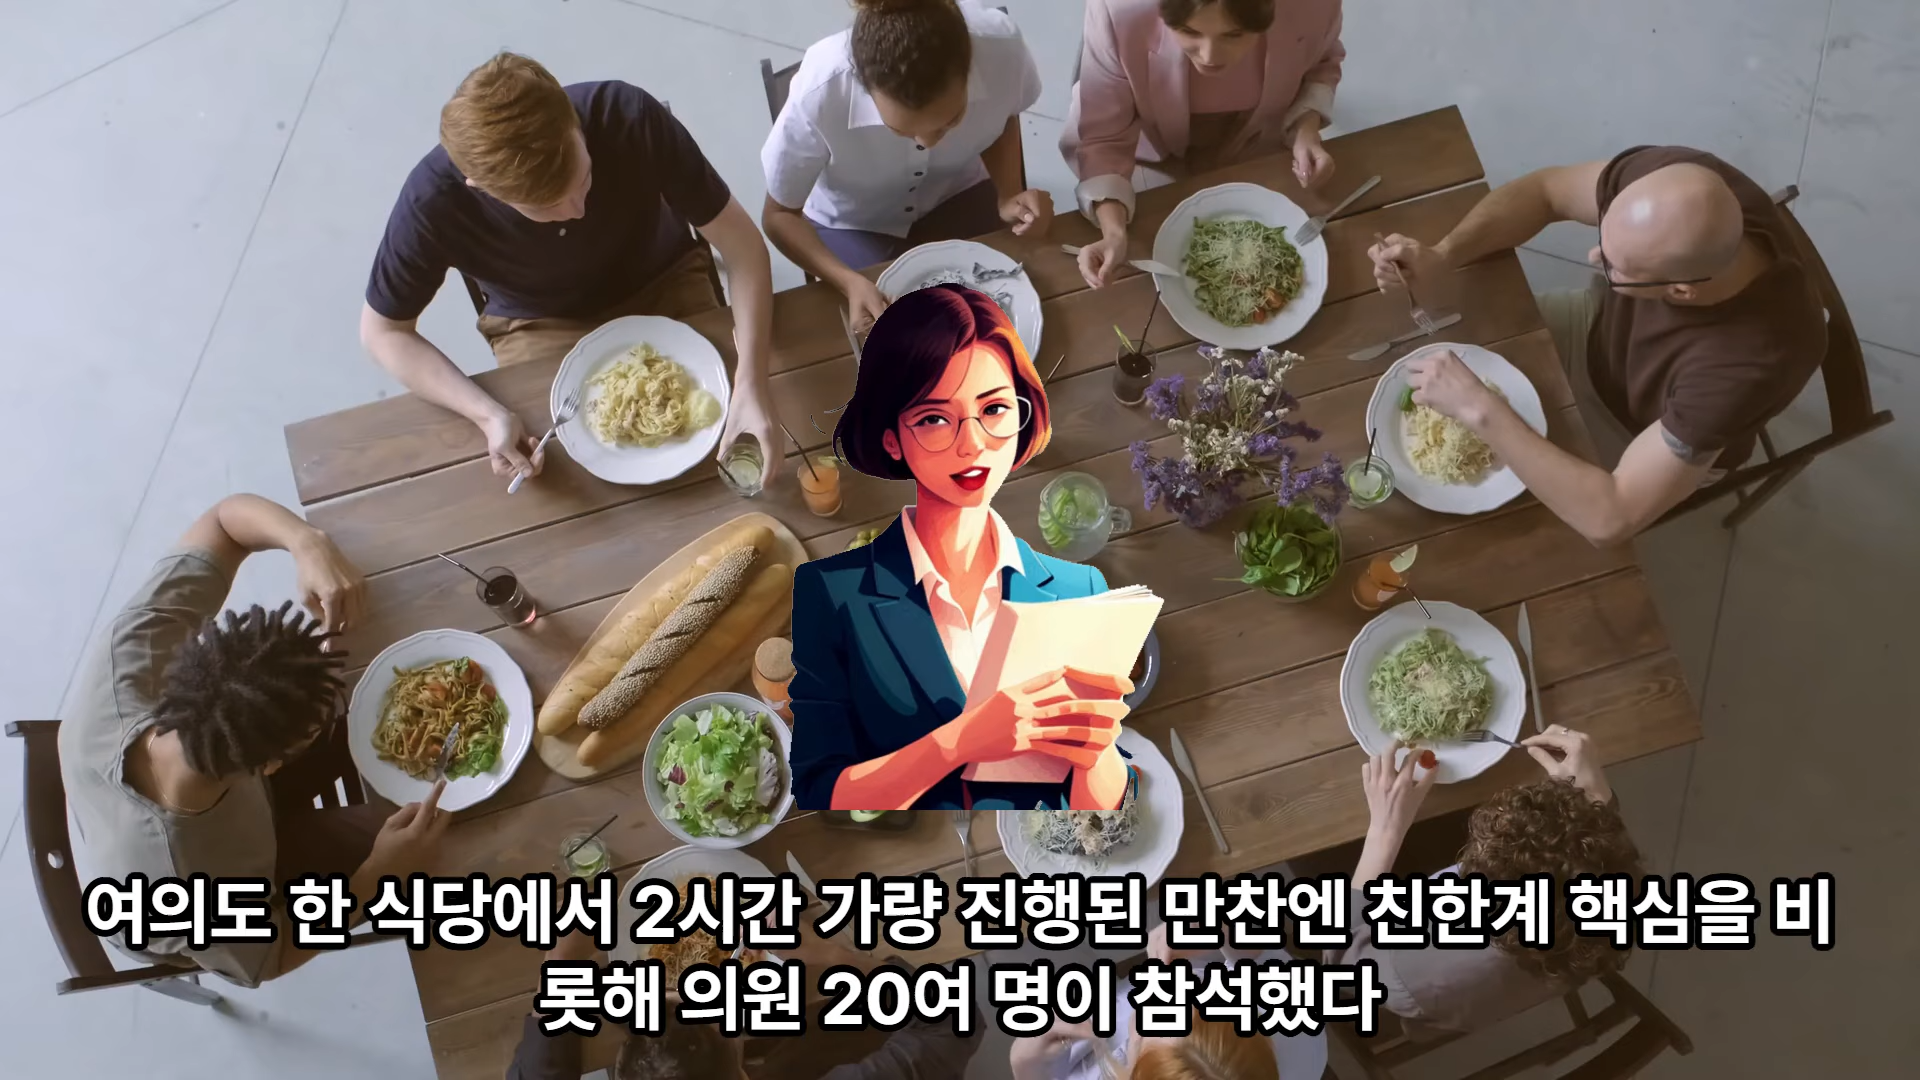 여의도 한 식당에서 2시간 가량 진행된 만찬엔 친한계 핵심을 비
롯해 의원 20여 명이 참석했다